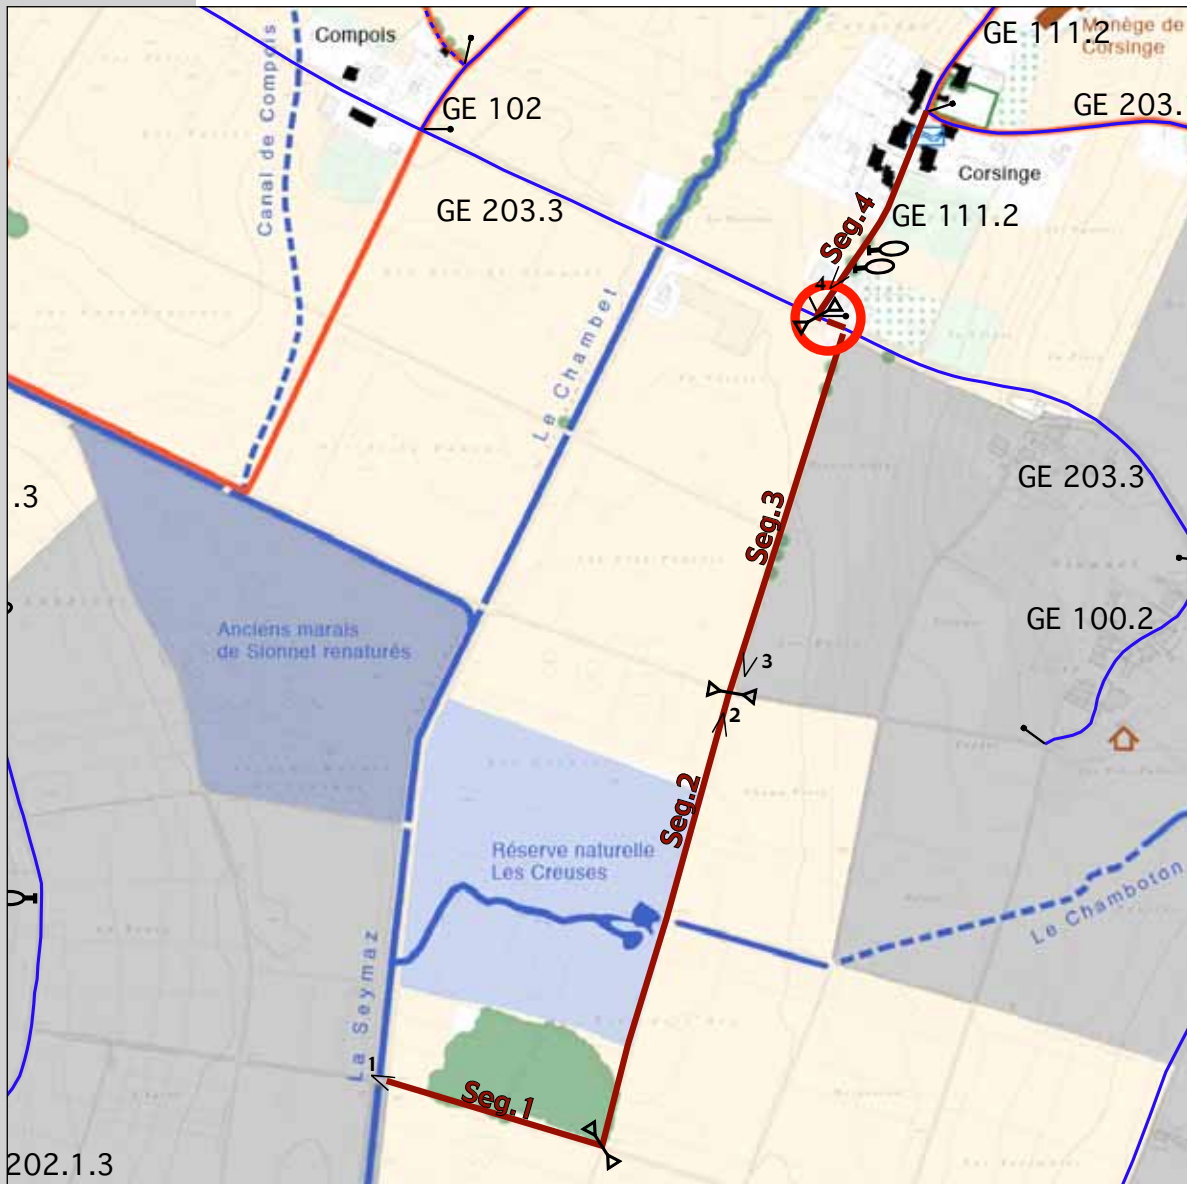 Compois
GE 111.2
Manège de
Corsinge
Canal de Compois
GE 102
GE 203.
Corsinge
GE 203.3
Seg.4
GE 111.2
4
Le Chambet
.3
GE 203.3
Seg.3
Anciens marais
de Sionnet renaturés
GE 100.2
3
2
Seg.2
Réserve naturelle
Les Creuses
Le Chamboton
La Seymaz
1
Seg.1
202.1.3